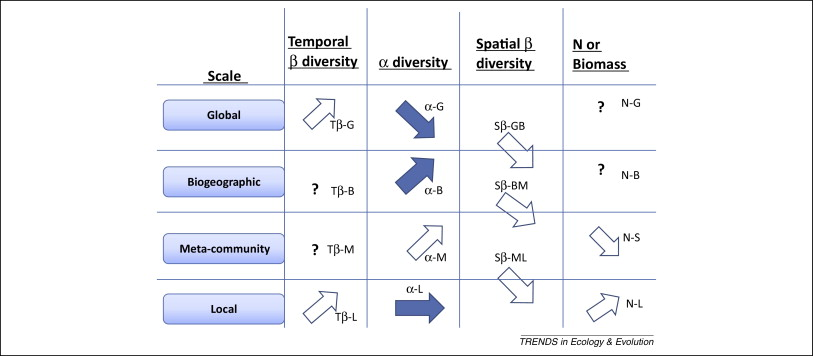 Scale
Temporal
β diversity
α diversity
Spatial β
diversity
N or
Biomass
Global
Tβ-G
α-G
Sβ-GB
?
N-G
Biogeographic
?
Tβ-B
α-B
Sβ-BM
?
N-B
Meta-community
?
Tβ-M
α-M
Sβ-ML
N-S
Local
Tβ-L
α-L
N-L
TRENDS in Ecology & Evolution